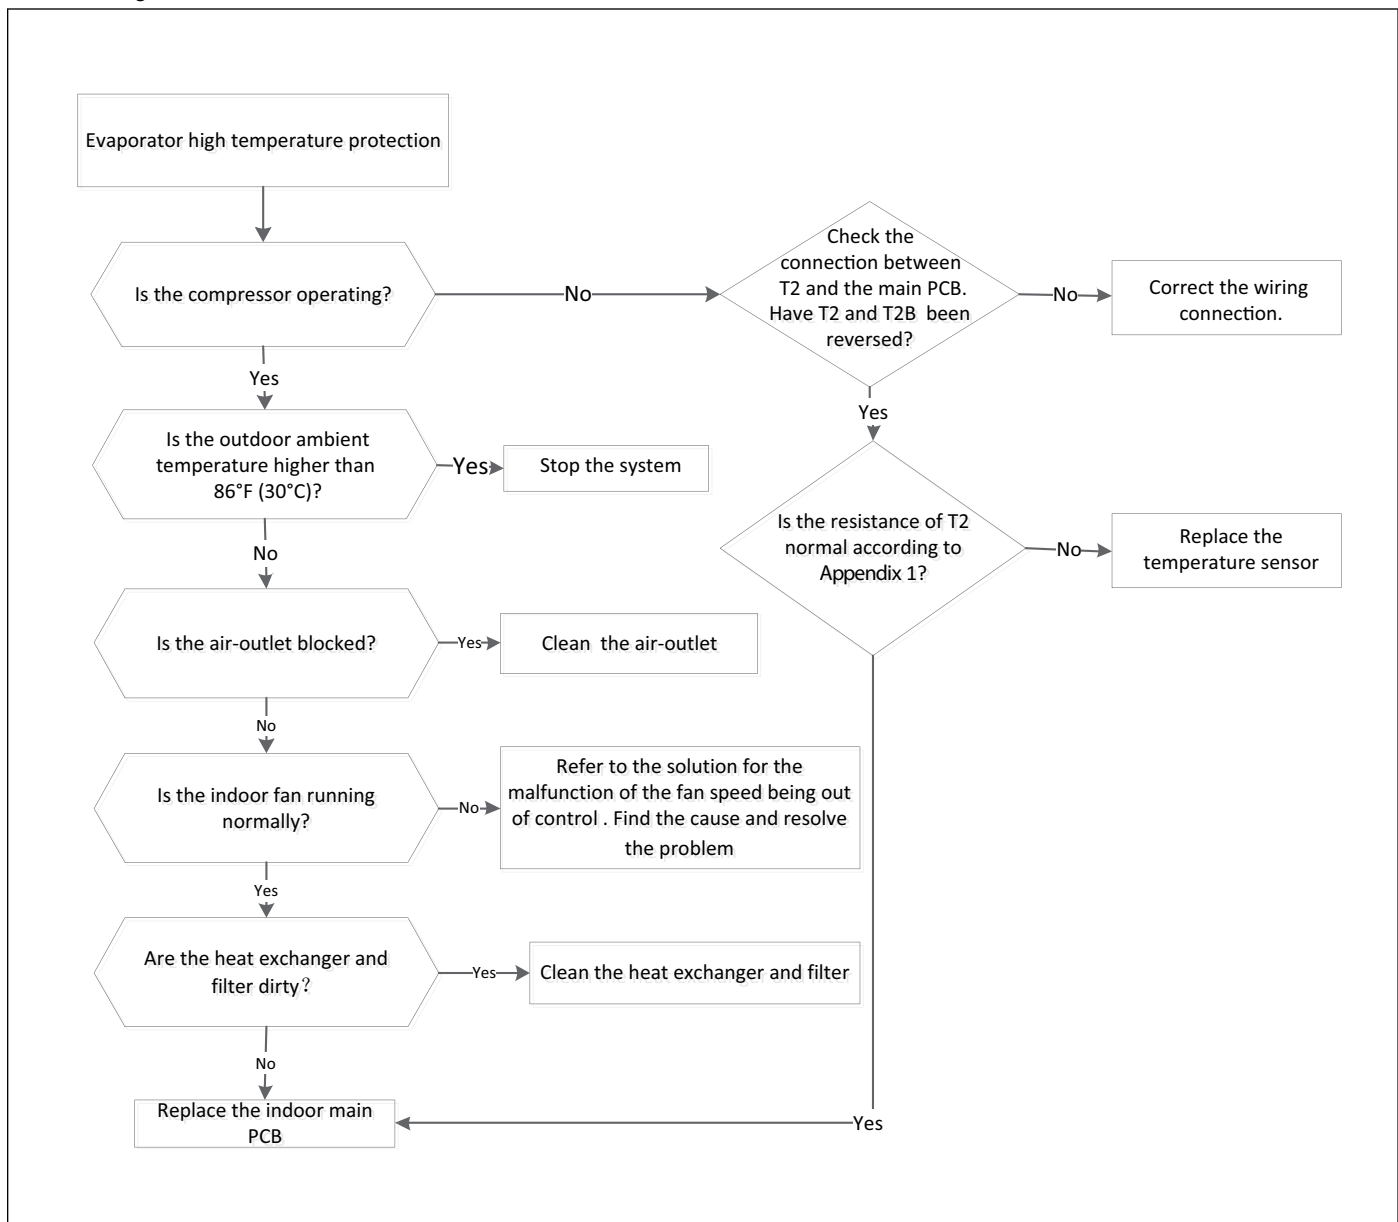 Evaporator high temperature protection
Is the compressor operating?
No
Check the
connection between
T2 and the main PCB.
Have T2 and T2B been
reversed?
No
Correct the wiring
connection.
Yes
Yes
Is the outdoor ambient
temperature higher than
86°F (30°C)?
Yes
Stop the system
No
Is the resistance of T2
normal according to
Appendix 1?
No
Replace the
temperature sensor
Is the air-outlet blocked?
Yes
Clean the air-outlet
No
Is the indoor fan running
normally?
No
Refer to the solution for the
malfunction of the fan speed being out
of control . Find the cause and resolve
the problem
Yes
Are the heat exchanger and
filter dirty?
Yes
Clean the heat exchanger and filter
No
Replace the indoor main
PCB
Yes